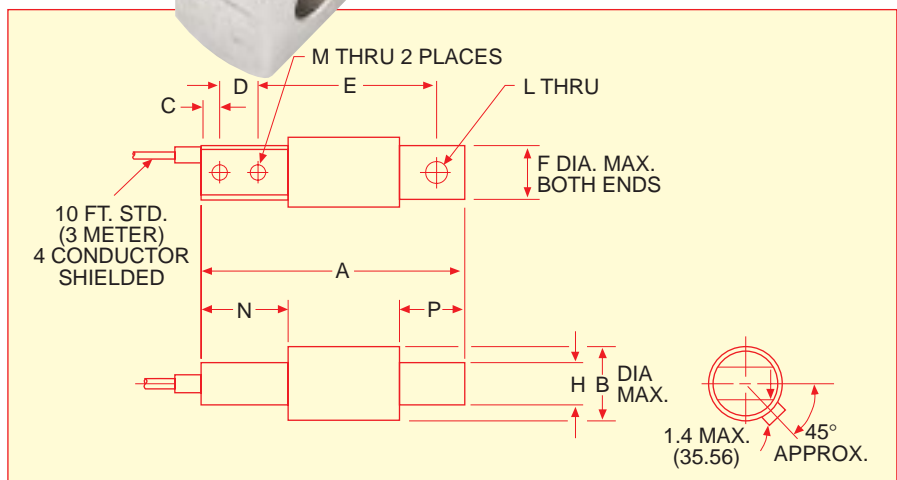 M THRU 2 PLACES
D
E
L THRU
C
F DIA. MAX.
BOTH ENDS
10 FT. STD.
(3 METER)
4 CONDUCTOR
SHIELDED
A
N
P
H
B
DIA
MAX.
1.4 MAX.
(35.56)
45°
APPROX.